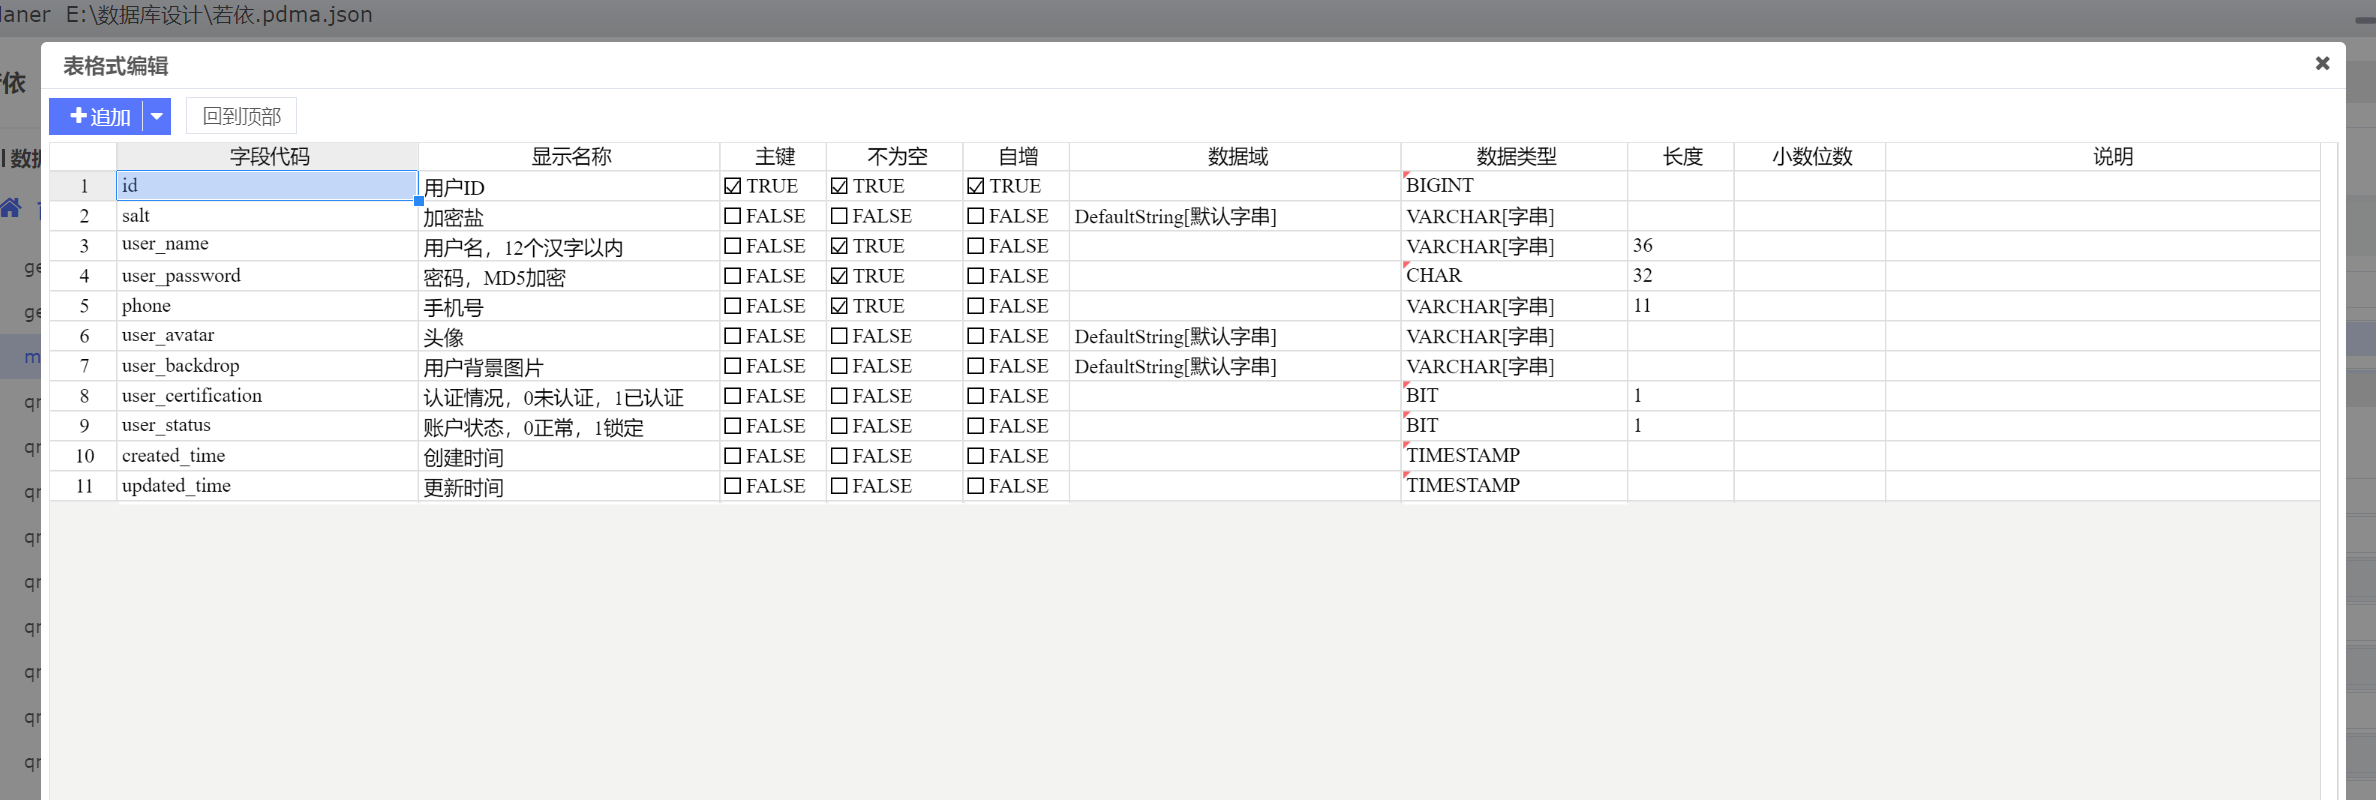 laner E:\数据库设计\若依.pdma.json
表格式编辑
依
追加 回到顶部
数据
字段代码 显示名称 主键 不为空 自增 数据域 数据类型 长度 小数位数 说明
1 id 用户ID TRUE TRUE TRUE BIGINT
2 salt 加密盐 FALSE FALSE FALSE DefaultString[默认字串] VARCHAR[字串]
3 user_name 用户名，12个汉字以内 FALSE TRUE FALSE VARCHAR[字串] 36
4 user_password 密码，MD5加密 FALSE TRUE FALSE CHAR 32
5 phone 手机号 FALSE TRUE FALSE VARCHAR[字串] 11
6 user_avatar 头像 FALSE FALSE FALSE DefaultString[默认字串] VARCHAR[字串]
7 user_backdrop 用户背景图片 FALSE FALSE FALSE DefaultString[默认字串] VARCHAR[字串]
8 user_certification 认证情况，0未认证，1已认证 FALSE FALSE FALSE BIT 1
9 user_status 账户状态，0正常，1锁定 FALSE FALSE FALSE BIT 1
10 created_time 创建时间 FALSE FALSE FALSE TIMESTAMP
11 updated_time 更新时间 FALSE FALSE FALSE TIMESTAMP